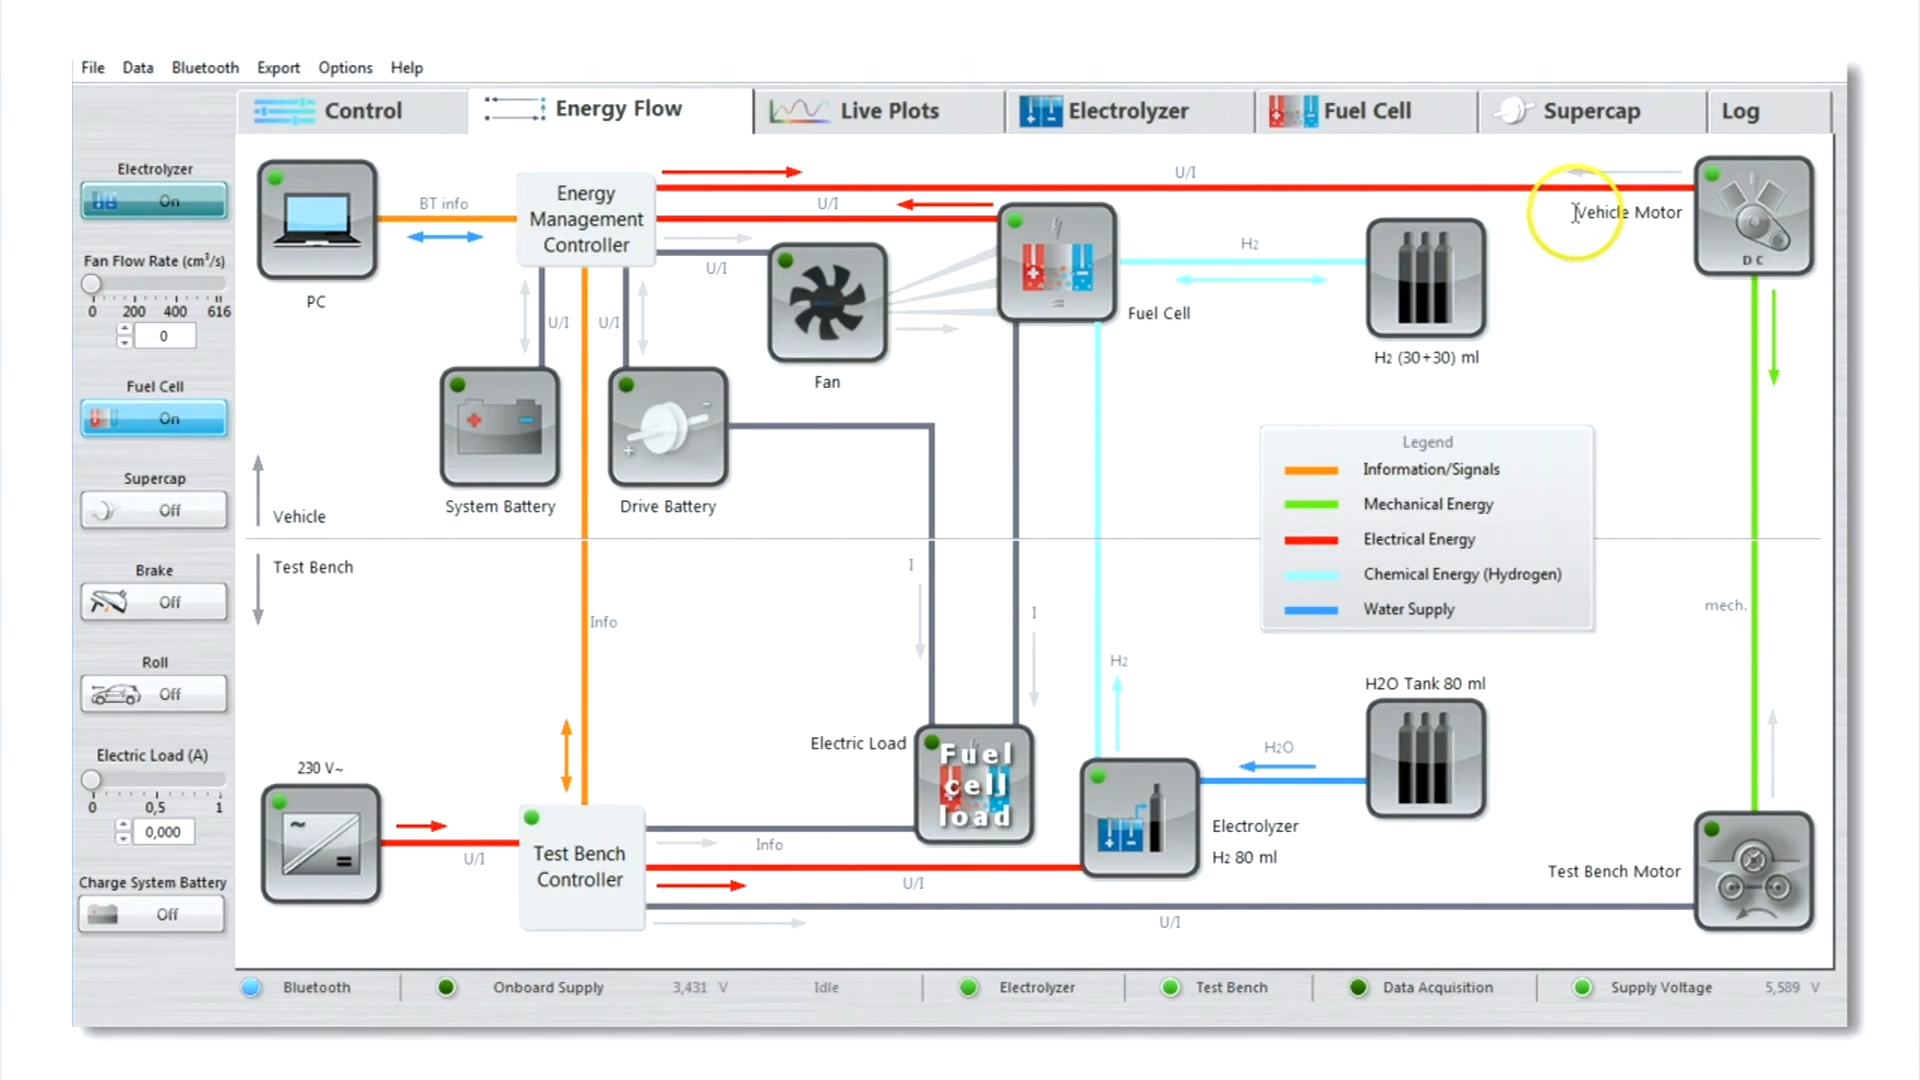 File Data Bluetooth Export Options Help
Control Energy Flow Live Plots Electrolyzer Fuel Cell Supercap Log
Electrolyzer
On
Fan Flow Rate (cm³/s)
0 200 400 616
0
Fuel Cell
On
Supercap
Off
Brake
Off
Roll
Off
Electric Load (A)
0 0,5 1
0,000
Charge System Battery
Off
PC
BT info
Energy
Management
Controller
U/I
U/I
U/I
U/I
U/I
Fan
Fuel Cell
H2
H2 (30+30) ml
Vehicle Motor
DC
System Battery
Drive Battery
Vehicle
Test Bench
Legend
Information/Signals
Mechanical Energy
Electrical Energy
Chemical Energy (Hydrogen)
Water Supply
I
I
Info
mech.
H2
H2O Tank 80 ml
H2O
Electric Load
Fuel
cell
load
230 V~
U/I
Test Bench
Controller
Info
U/I
U/I
Electrolyzer
H2 80 ml
Test Bench Motor
Bluetooth Onboard Supply 3,431 V Idle Electrolyzer Test Bench Data Acquisition Supply Voltage 5,589 V